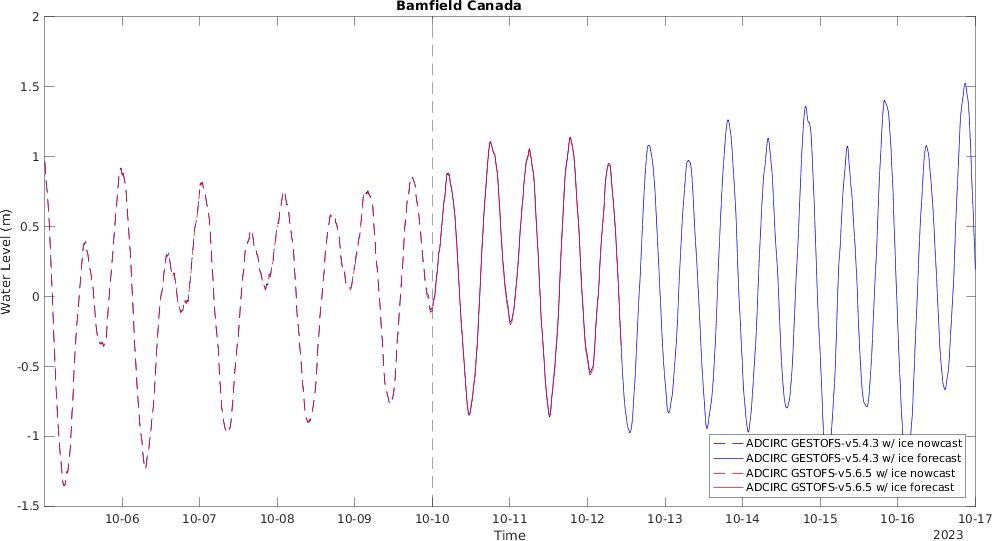 Bamfield Canada
2
1.5
1
0.5
0
-0.5
-1
-1.5
Water Level (m)
ADCIRC GESTOFS-v5.4.3 w/ ice nowcast
ADCIRC GESTOFS-v5.4.3 w/ ice forecast
ADCIRC GSTOFS-v5.6.5 w/ ice nowcast
ADCIRC GSTOFS-v5.6.5 w/ ice forecast
10-06 10-07 10-08 10-09 10-10 10-11 10-12 10-13 10-14 10-15 10-16 10-17
Time
2023